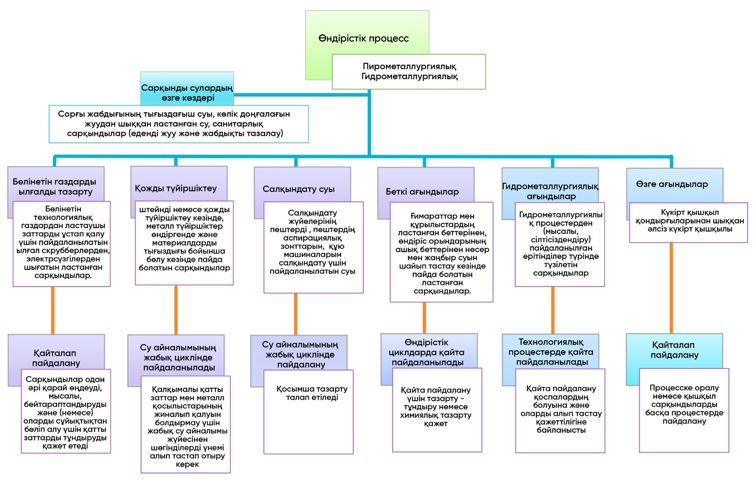 Өндірістік процесс
Пирометаллургиялық
Гидрометаллургиялық
Сарқынды сулардың
өзге көздері
Сорғы жабдығының тығыздағыш суы, көлік доңғалағын
жуудан шыққан ластанған су, санитарлық
сарқындылар (еденді жуу және жабдықты тазалау)
Бөлінетін газдарды
ылғалды тазарту
Бөлінетін
технологиялық
газдардан ластаушы
заттарды ұстап қалу
үшін пайдаланылатын
ылғал скрубберлерден,
электрсүзгілерден
шығатын ластанған
сарқындылар.
Қожды түйіршіктеу
штейнді немесе қожды
түйіршіктеу кезінде,
металл түйіршіктер
өндіргенде және
материалдарды
тығыздығы бойынша
бөлу кезінде пайда
болатын сарқындылар
Салқындату суы
Салқындату
жүйелерінің
пештерді , пештердің
аспирациялық
зонттарын, құю
машиналарын
салқындату үшін
пайдаланылатын суы
Беткі ағындылар
Ғимараттар мен
құрылыстардың
ластанған беттерінен,
өндіріс орындарының
ашық беттерінен нөсер
мен жаңбыр суын
шайып тастау кезінде
пайда болатын
ластанған
сарқындылар.
Гидрометаллургиялық
ағындылар
Гидрометаллургиялы
қ процестерден
(мысалы,
сілтісіздендіру)
пайдаланылған
ерітінділер түрінде
түзілетін
сарқындылар
Өзге ағындылар
Күкірт қышқыл
қондырғыларынан шыққан
әлсіз күкірт қышқылы
Қайталап
пайдалану
Сарқындылар одан
әрі қарай өңдеуді,
мысалы,
бейтараптандыруды
және (немесе)
оларды сұйықтықтан
бөліп алу үшін қатты
заттарды тұндыруды
қажет етеді
Су айналымының
жабық циклінде
пайдаланылады
Қалқымалы қатты
заттар мен металл
қосылыстарының
жиналып қалуын
болдырмау үшін
жабық су айналымы
жүйесінен
шөгінділерді үнемі
алып тастап отыру
керек
Су айналымының
жабық циклінде
пайдалану
Қосымша тазарту
талап етіледі
Өндірістік
циклдарда қайта
пайдаланылады
Қайта пайдалану
үшін тазарту -
тұндыру немесе
химиялық тазарту
қажет
Технологиялық
процестерде қайта
пайдаланылады
Қайта пайдалану
қоспалардың
болуына және
оларды алып тастау
қажеттілігіне
байланысты
Қайталап
пайдалану
Процесске оралу
немесе қышқыл
сарқындыларды
басқа процестерде
пайдалану